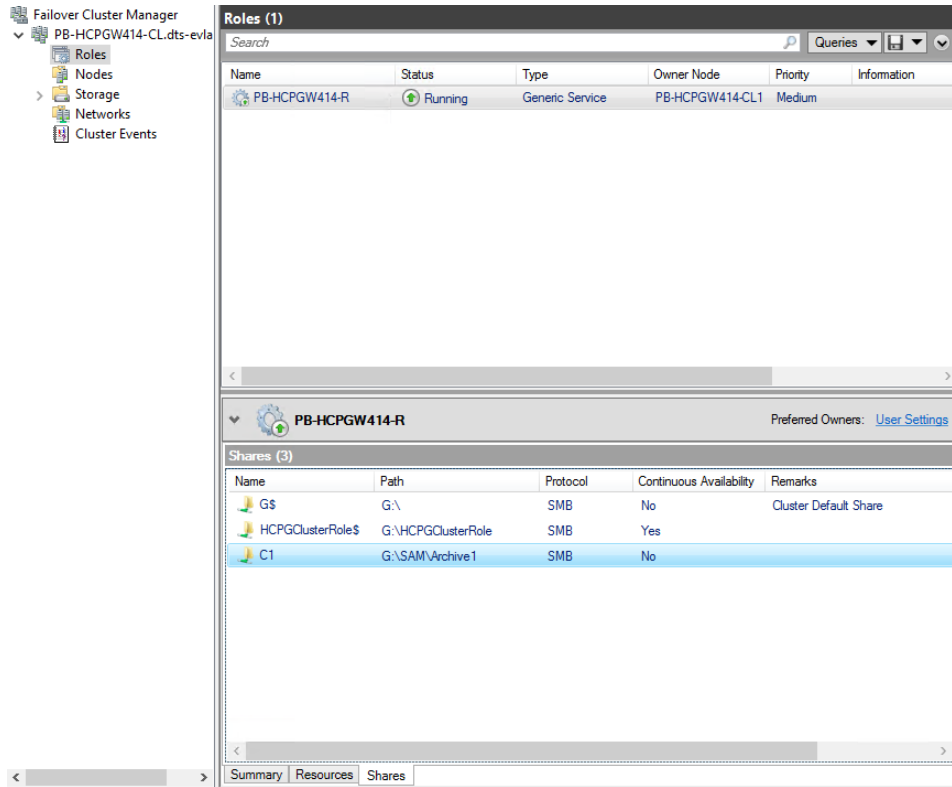 Failover Cluster Manager
PB-HCPGW414-CL.dts-evla
Roles
Nodes
Storage
Networks
Cluster Events
Roles (1)
Search
Queries
Name Status Type Owner Node Priority Information
PB-HCPGW414-R Running Generic Service PB-HCPGW414-CL1 Medium
PB-HCPGW414-R
Preferred Owners: User Settings
Shares (3)
Name Path Protocol Continuous Availability Remarks
G$ G:\ SMB No Cluster Default Share
HCPGClusterRole$ G:\HCPGClusterRole SMB Yes
C1 G:\SAM\Archive1 SMB No
Summary Resources Shares